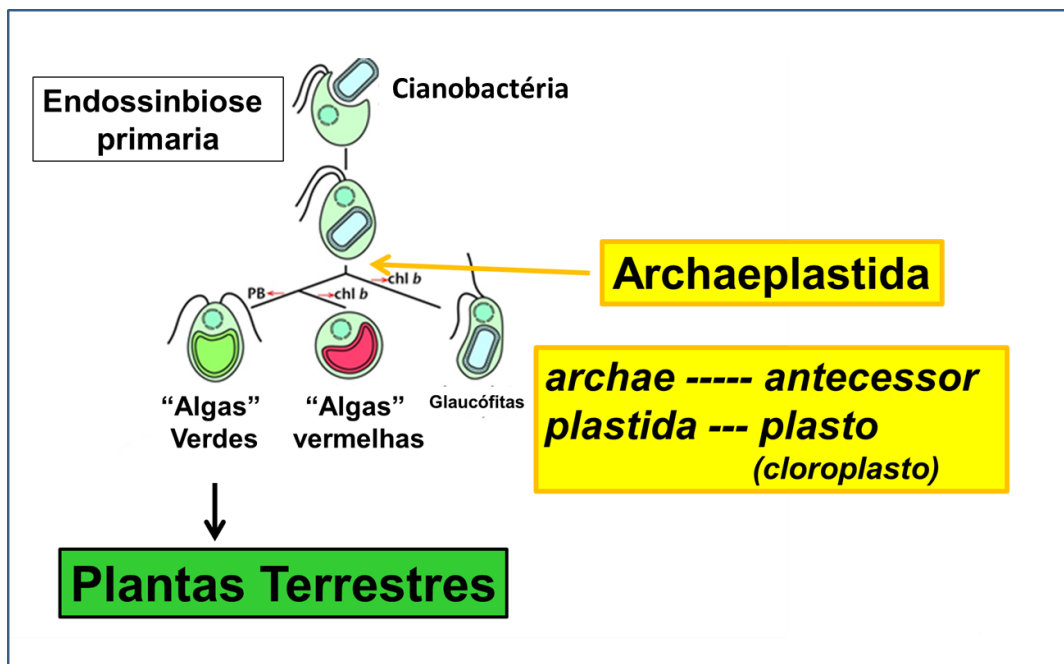 Cianobactéria
Endossinbiose
primaria
Archaeplastida
chl b
PB
chl b
archae ----- antecessor
plastida --- plasto
(cloroplasto)
“Algas”
Verdes
“Algas”
vermelhas
Glaucófitas
Plantas Terrestres